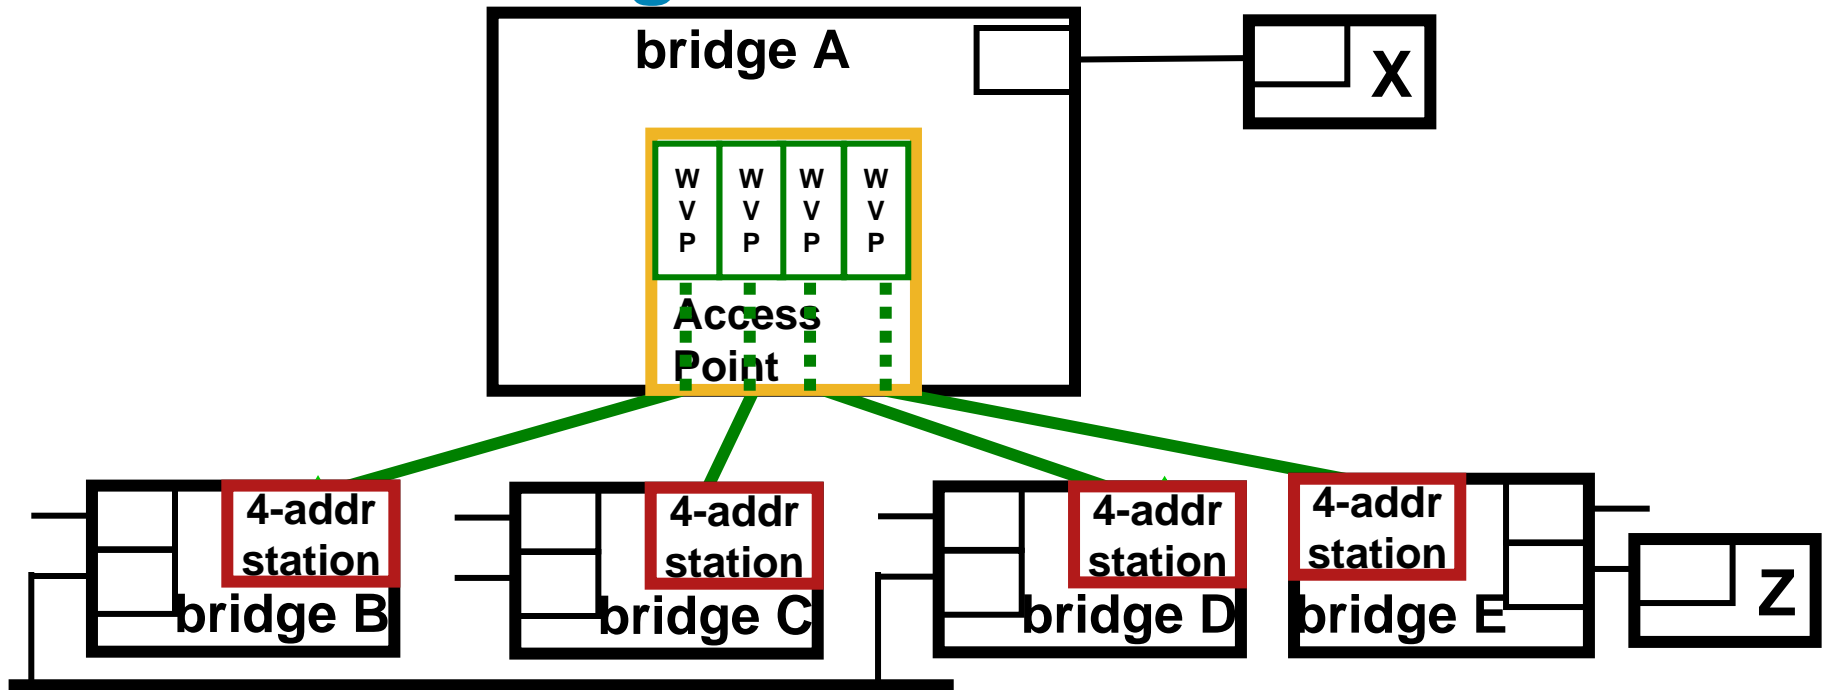 bridge A
X
W
V
P
W
V
P
W
V
P
W
V
P
Access
Point
4-addr
station
bridge B
4-addr
station
bridge C
4-addr
station
bridge D
4-addr
station
bridge E
Z